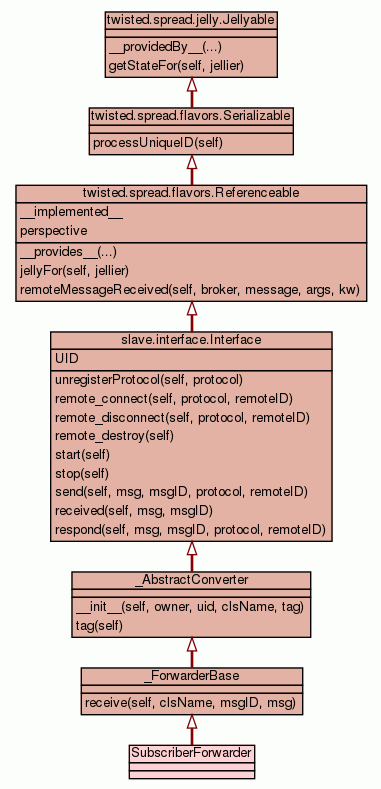 twisted.spread.jelly.Jellyable
__providedBy__(...)
getStateFor(self, jellier)
twisted.spread.flavors.Serializable
processUniqueID(self)
twisted.spread.flavors.Referenceable
__implemented__
perspective
__provides__(...)
jellyFor(self, jellier)
remoteMessageReceived(self, broker, message, args, kw)
slave.interface.Interface
UID
unregisterProtocol(self, protocol)
remote_connect(self, protocol, remoteID)
remote_disconnect(self, protocol, remoteID)
remote_destroy(self)
start(self)
stop(self)
send(self, msg, msgID, protocol, remoteID)
received(self, msg, msgID)
respond(self, msg, msgID, protocol, remoteID)
_AbstractConverter
__init__(self, owner, uid, clsName, tag)
tag(self)
_ForwarderBase
receive(self, clsName, msgID, msg)
SubscriberForwarder